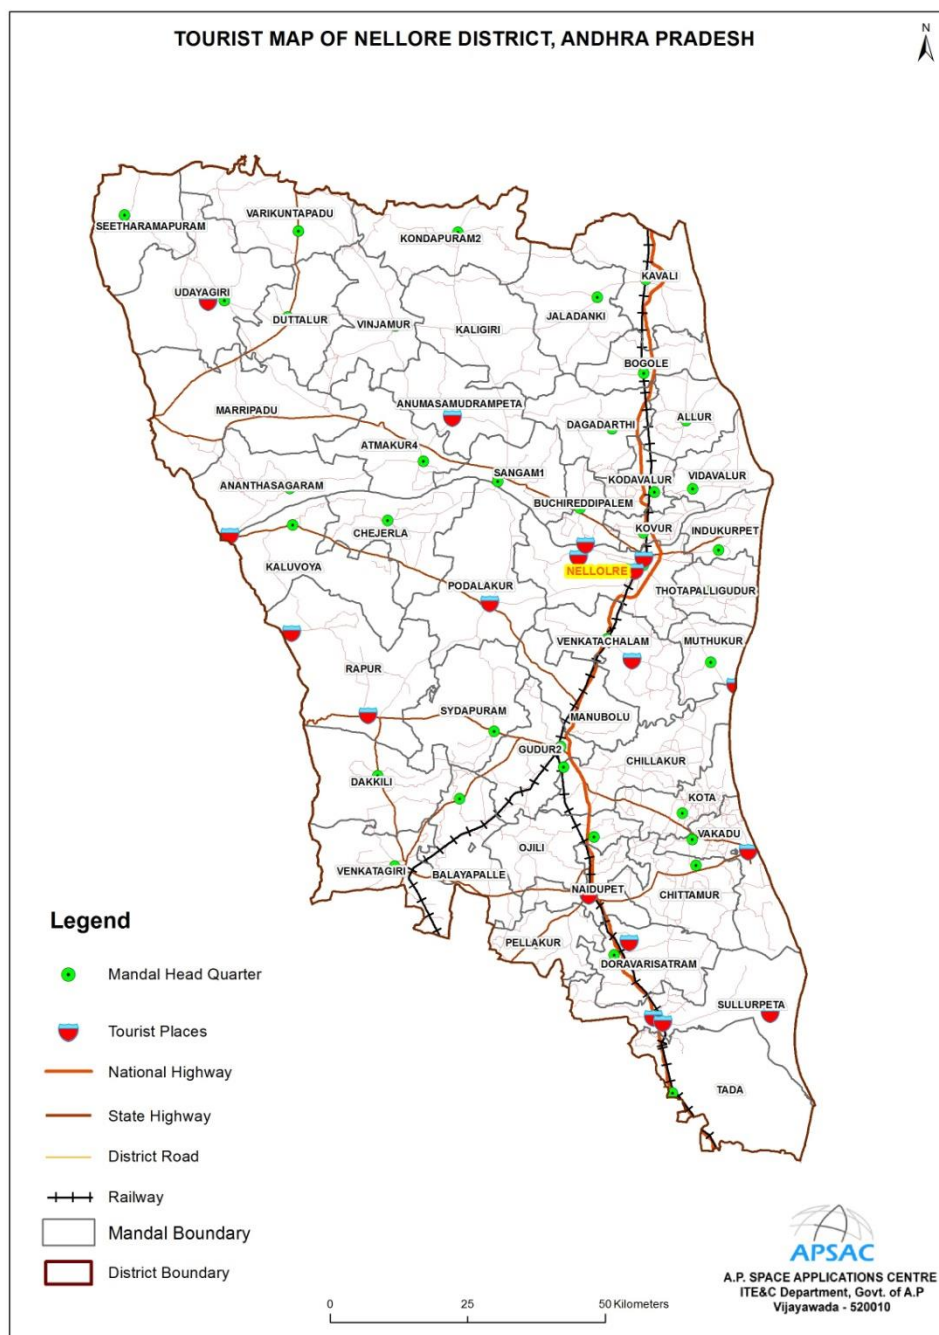 TOURIST MAP OF NELLORE DISTRICT, ANDHRA PRADESH
N
VARIKUNTAPADU
SEETHARAMAPURAM
KONDAPURAM2
KAVALI
UDAYAGIRI
JALADANKI
DUTTALUR
VINJAMUR
KALIGIRI
BOGOLE
ANUMASAMUDRAMPETA
MARRIPADU
ALLUR
DAGADARTHI
ATMAKUR4
SANGAM1
VIDAVALUR
KODAVALUR
ANANTHASAGARAM
BUCHIREDDIPALEM
KOVUR
INDUKURPET
CHEJERLA
KALUVOYA
NELLOLRE
PODALAKUR
THOTAPALLIGUDUR
VENKATACHALAM
MUTHUKUR
RAPUR
SYDAPURAM
MANUBOLU
GUDUR2
CHILLAKUR
DAKKILI
KOTA
VAKADU
OJILI
VENKATAGIRI
BALAYAPALLE
NAIDUPET
CHITTAMUR
PELLAKUR
DORAVARISATRAM
SULLURPETA
TADA
Legend
Mandal Head Quarter
Tourist Places
National Highway
State Highway
District Road
Railway
Mandal Boundary
District Boundary
0 25 50 Kilometers
APSAC
A.P. SPACE APPLICATIONS CENTRE
ITE&C Department, Govt. of A.P
Vijayawada - 520010